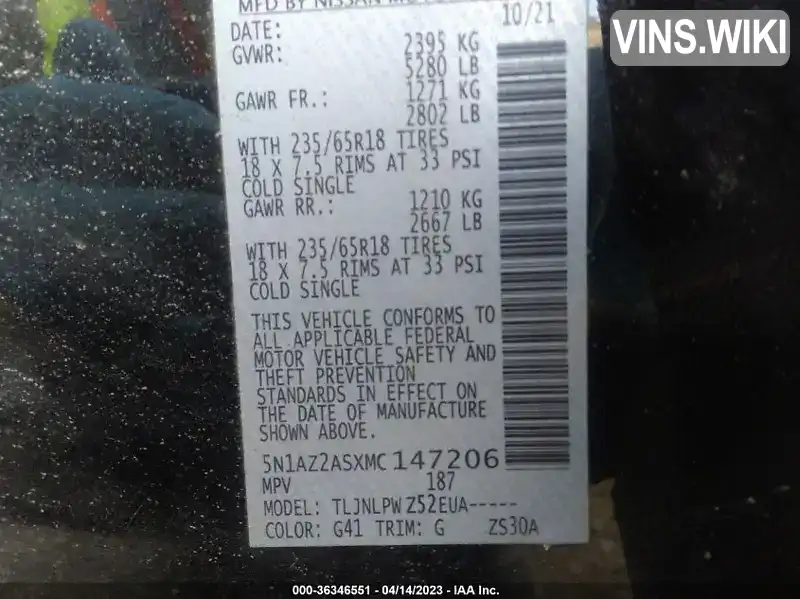 MFD BY NISSAN
10/21
VINS.WIKI
DATE:
GVWR: 2395 KG
5280 LB
GAWR FR.: 1271 KG
2802 LB
WITH 235/65R18 TIRES
18 X 7.5 RIMS AT 33 PSI
COLD SINGLE
GAWR RR.: 1210 KG
2667 LB
WITH 235/65R18 TIRES
18 X 7.5 RIMS AT 33 PSI
COLD SINGLE
THIS VEHICLE CONFORMS TO
ALL APPLICABLE FEDERAL
MOTOR VEHICLE SAFETY AND
THEFT PREVENTION
STANDARDS IN EFFECT ON
THE DATE OF MANUFACTURE
SHOWN ABOVE.
5N1AZ2ASXMC147206
MPV 187
MODEL: TLJNLPW Z52EUA-----
COLOR: G41 TRIM: G ZS30A
000-36346551 - 04/14/2023 - IAA Inc.